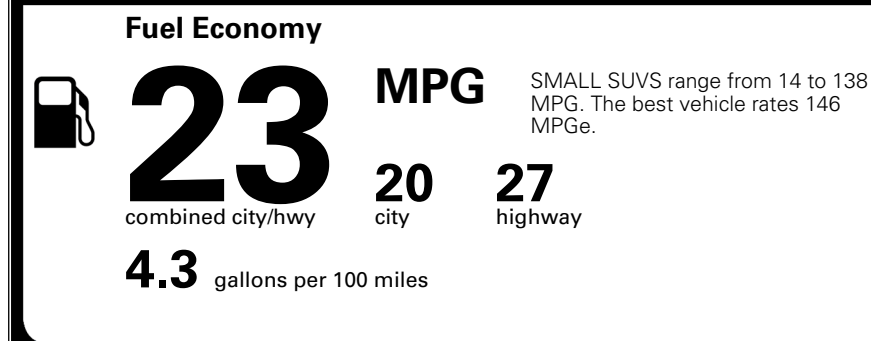 Fuel Economy
23
MPG
SMALL SUVS range from 14 to 138
MPG. The best vehicle rates 146
MPGe.
combined city/hwy
20
city
27
highway
4.3 gallons per 100 miles